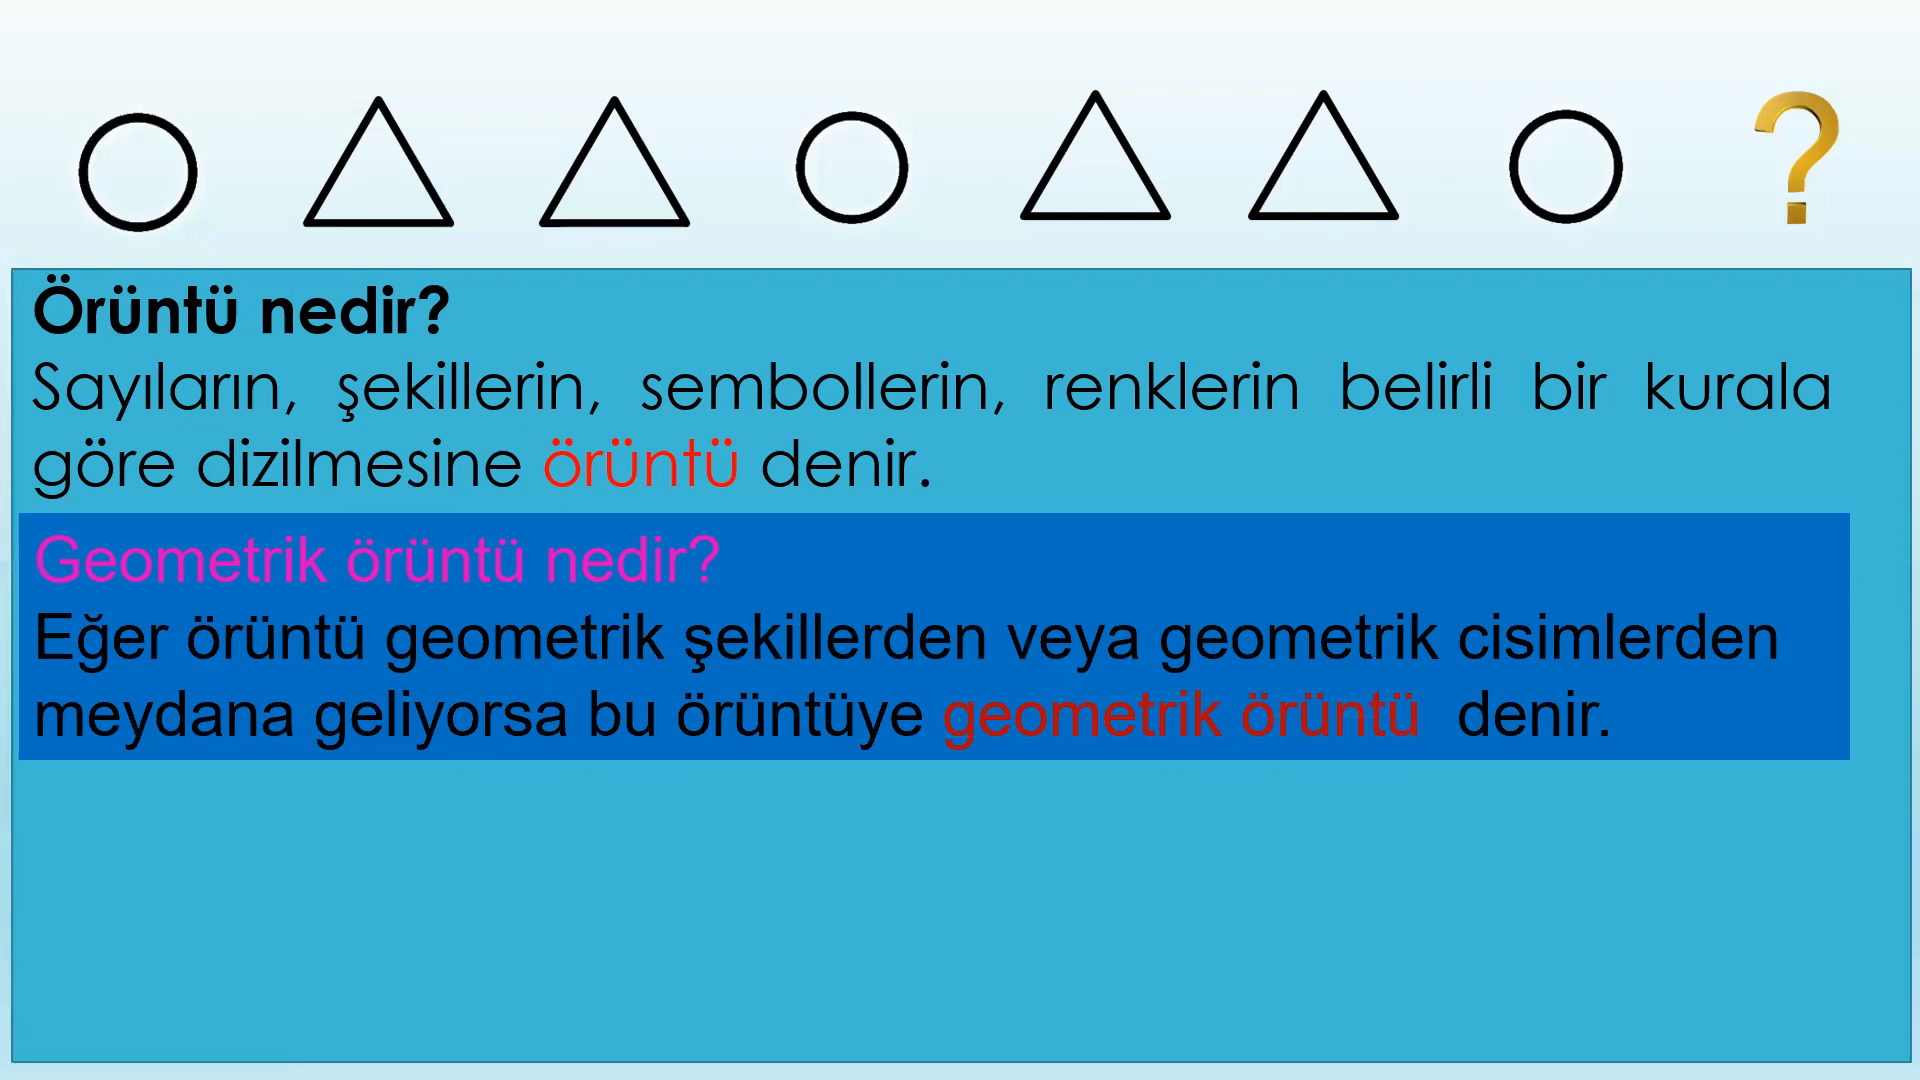 ?
Örüntü nedir?
Sayıların, şekillerin, sembollerin, renklerin belirli bir kurala
göre dizilmesine örüntü denir.
Geometrik örüntü nedir?
Eğer örüntü geometrik şekillerden veya geometrik cisimlerden
meydana geliyorsa bu örüntüye geometrik örüntü denir.